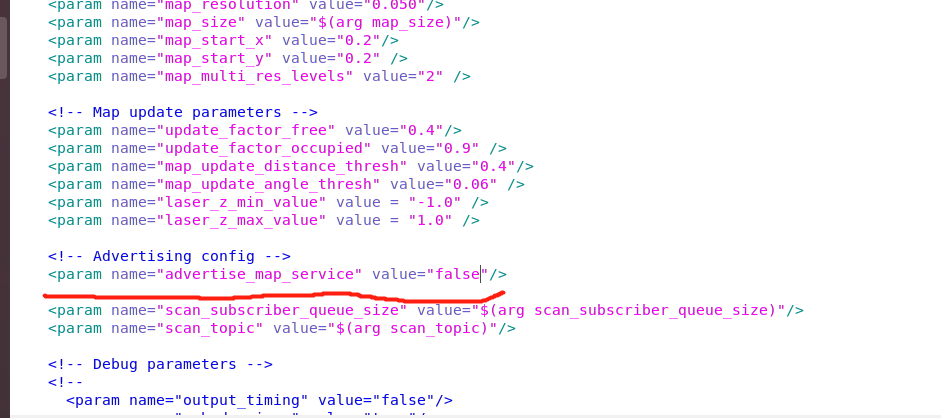 <param name="map_resolution" value="0.050"/>
<param name="map_size" value="$(arg map_size)"/>
<param name="map_start_x" value="0.2"/>
<param name="map_start_y" value="0.2" />
<param name="map_multi_res_levels" value="2" />
<!-- Map update parameters -->
<param name="update_factor_free" value="0.4"/>
<param name="update_factor_occupied" value="0.9" />
<param name="map_update_distance_thresh" value="0.4"/>
<param name="map_update_angle_thresh" value="0.06" />
<param name="laser_z_min_value" value = "-1.0" />
<param name="laser_z_max_value" value = "1.0" />
<!-- Advertising config -->
<param name="advertise_map_service" value="false"/>
<param name="scan_subscriber_queue_size" value="$(arg scan_subscriber_queue_size)"/>
<param name="scan_topic" value="$(arg scan_topic)"/>
<!-- Debug parameters -->
<!--
<param name="output_timing" value="false"/>